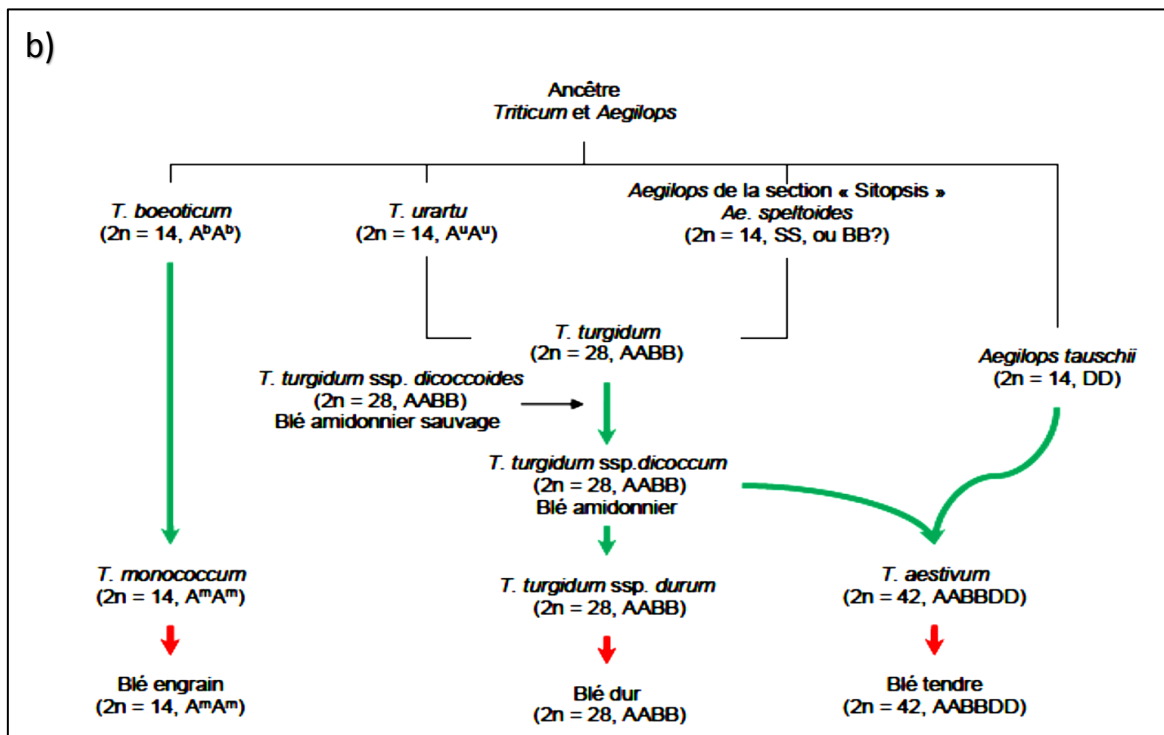 b)
Ancêtre
Triticum et Aegilops
T. boeoticum
(2n = 14, AᵇAᵇ)
T. urartu
(2n = 14, AᵘAᵘ)
Aegilops de la section « Sitopsis »
Ae. speltoides
(2n = 14, SS, ou BB?)
T. turgidum
(2n = 28, AABB)
Aegilops tauschii
(2n = 14, DD)
T. turgidum ssp. dicoccoides
(2n = 28, AABB)
Blé amidonnier sauvage
T. turgidum ssp.dicoccum
(2n = 28, AABB)
Blé amidonnier
T. monococcum
(2n = 14, AᵐAᵐ)
T. turgidum ssp. durum
(2n = 28, AABB)
T. aestivum
(2n = 42, AABBDD)
Blé engrain
(2n = 14, AᵐAᵐ)
Blé dur
(2n = 28, AABB)
Blé tendre
(2n = 42, AABBDD)